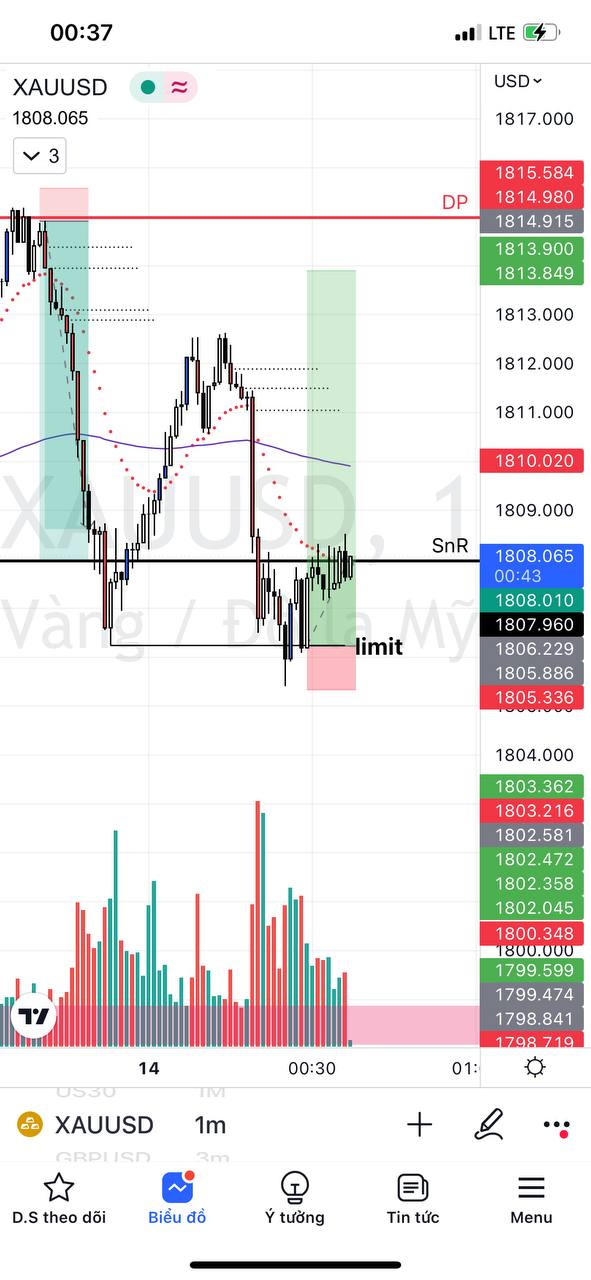 00:37
LTE
XAUUSD
USD
1808.065
1817.000
3
1815.584
DP
1814.980
1814.915
1813.900
1813.849
1813.000
1812.000
1811.000
1810.020
XAUUSD, 1
1809.000
SnR
1808.065
00:43
1808.010
Vàng / Đô la Mỹ
1807.960
limit
1806.229
1805.886
1805.336
1804.000
1803.362
1803.216
1802.581
1802.472
1802.358
1802.045
1800.348
1800.000
1799.599
1799.474
1798.841
1798.719
14
00:30
01:
US30 1M
XAUUSD 1m
GBPUSD 3m
D.S theo dõi
Biểu đồ
Ý tưởng
Tin tức
Menu